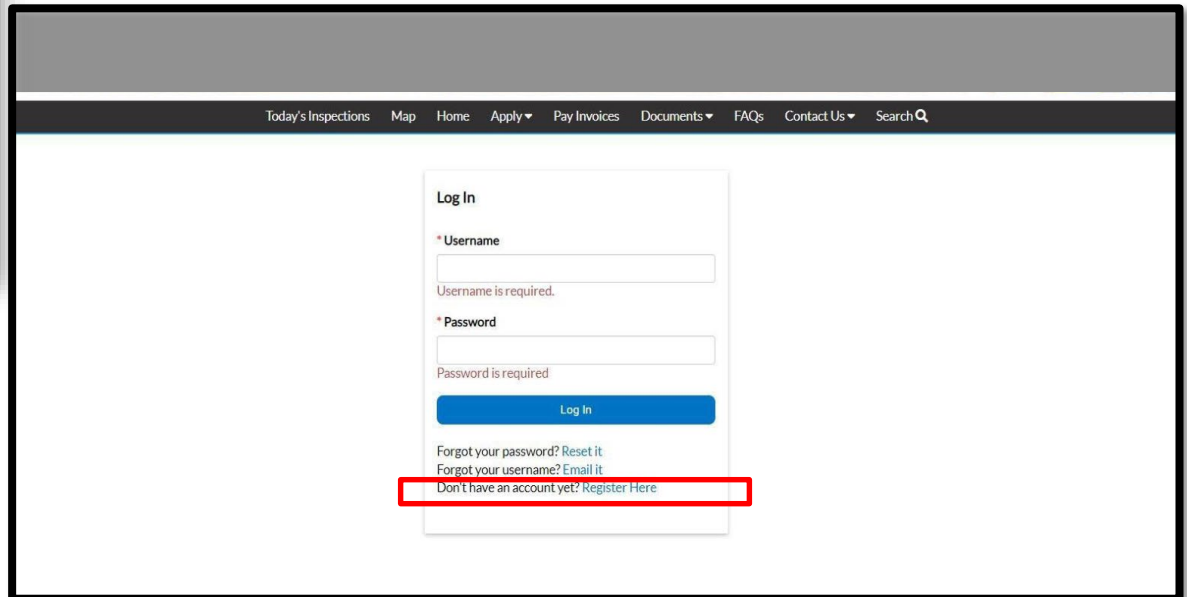 Today's Inspections Map Home Apply Pay Invoices Documents FAQs Contact Us Search
Log In
* Username
Username is required.
* Password
Password is required
Log In
Forgot your password? Reset it
Forgot your username? Email it
Don't have an account yet? Register Here